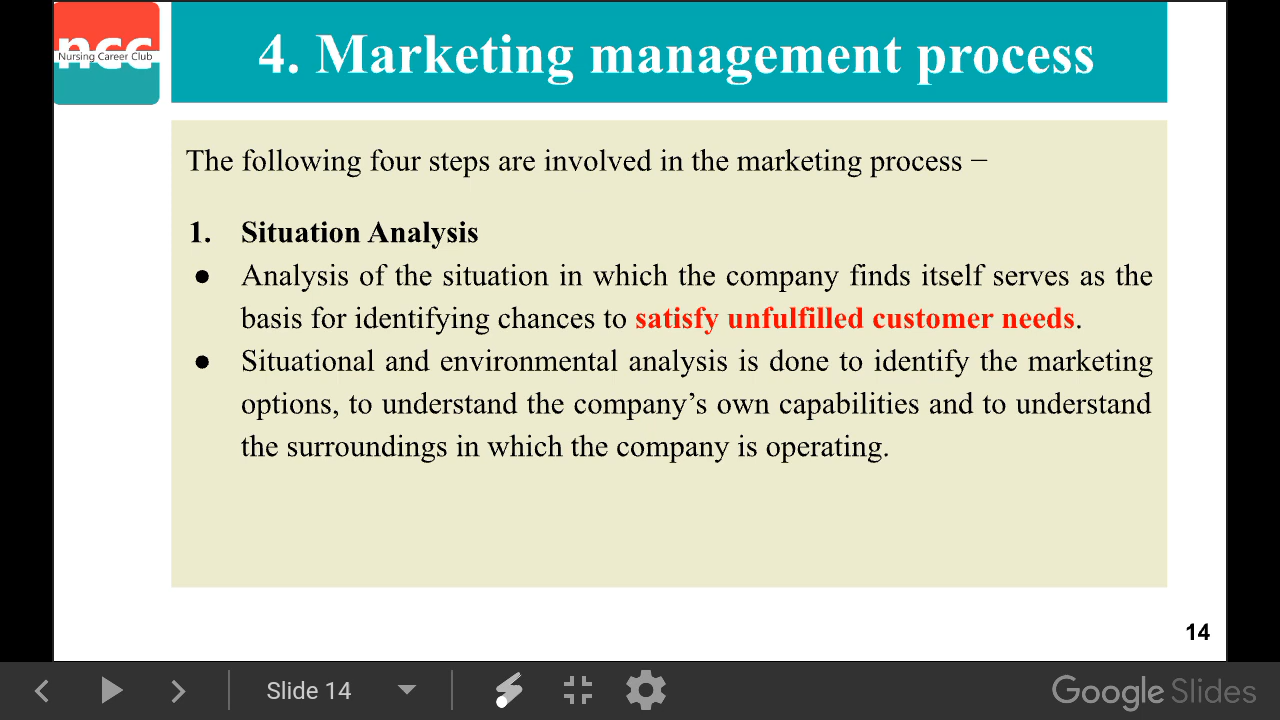 ncc
Nursing Career Club
4. Marketing management process
The following four steps are involved in the marketing process −
1. Situation Analysis
● Analysis of the situation in which the company finds itself serves as the
basis for identifying chances to satisfy unfulfilled customer needs.
● Situational and environmental analysis is done to identify the marketing
options, to understand the company’s own capabilities and to understand
the surroundings in which the company is operating.
14
Slide 14
Google Slides